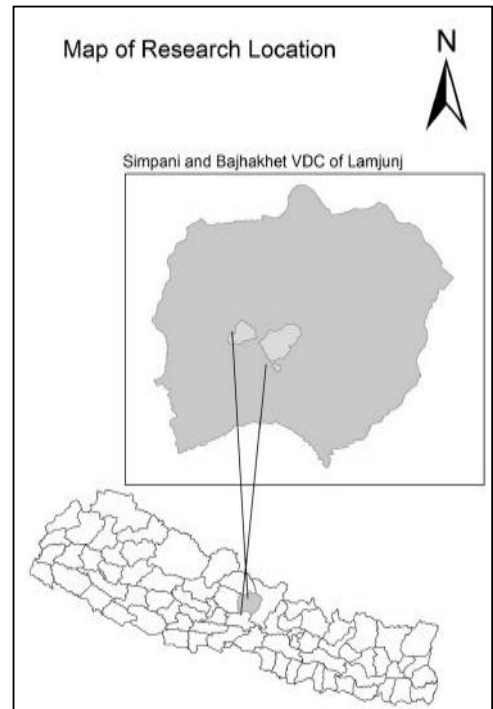 Map of Research Location
N
Simpani and Bajhakhet VDC of Lamjunj